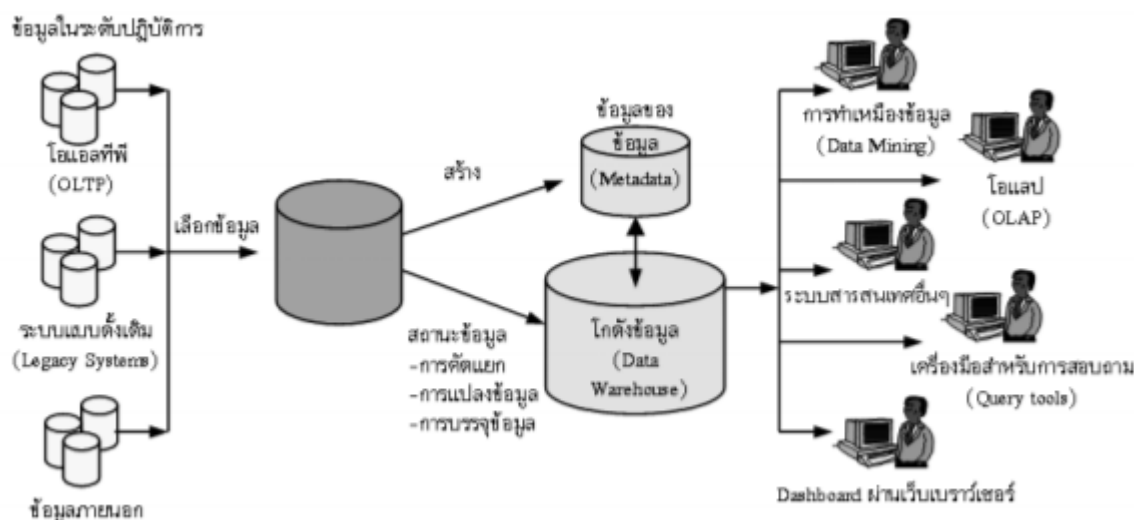 ข้อมูลในระดับปฏิบัติการ
โอแอลทีพี
(OLTP)
ระบบแบบดั้งเดิม
(Legacy Systems)
ข้อมูลภายนอก
เลือกข้อมูล
สร้าง
สถานะข้อมูล
-การคัดแยก
-การแปลงข้อมูล
-การบรรจุข้อมูล
ข้อมูลของ
ข้อมูล
(Metadata)
โกดังข้อมูล
(Data
Warehouse)
การทำเหมืองข้อมูล
(Data Mining)
โอแลป
(OLAP)
ระบบสารสนเทศอื่นๆ
เครื่องมือสำหรับการสอบถาม
(Query tools)
Dashboard ผ่านเว็บเบราว์เซอร์